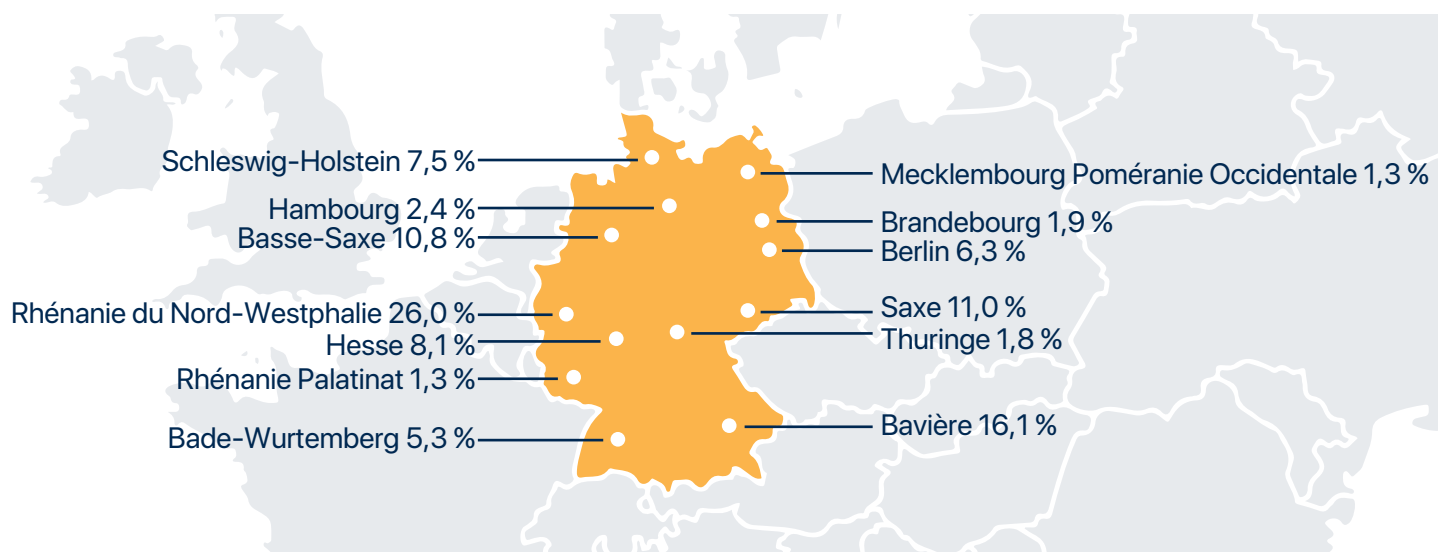 Schleswig-Holstein 7,5 %
Hambourg 2,4 %
Basse-Saxe 10,8 %
Rhénanie du Nord-Westphalie 26,0 %
Hesse 8,1 %
Rhénanie Palatinat 1,3 %
Bade-Wurtemberg 5,3 %
Mecklembourg Poméranie Occidentale 1,3 %
Brandebourg 1,9 %
Berlin 6,3 %
Saxe 11,0 %
Thuringe 1,8 %
Bavière 16,1 %